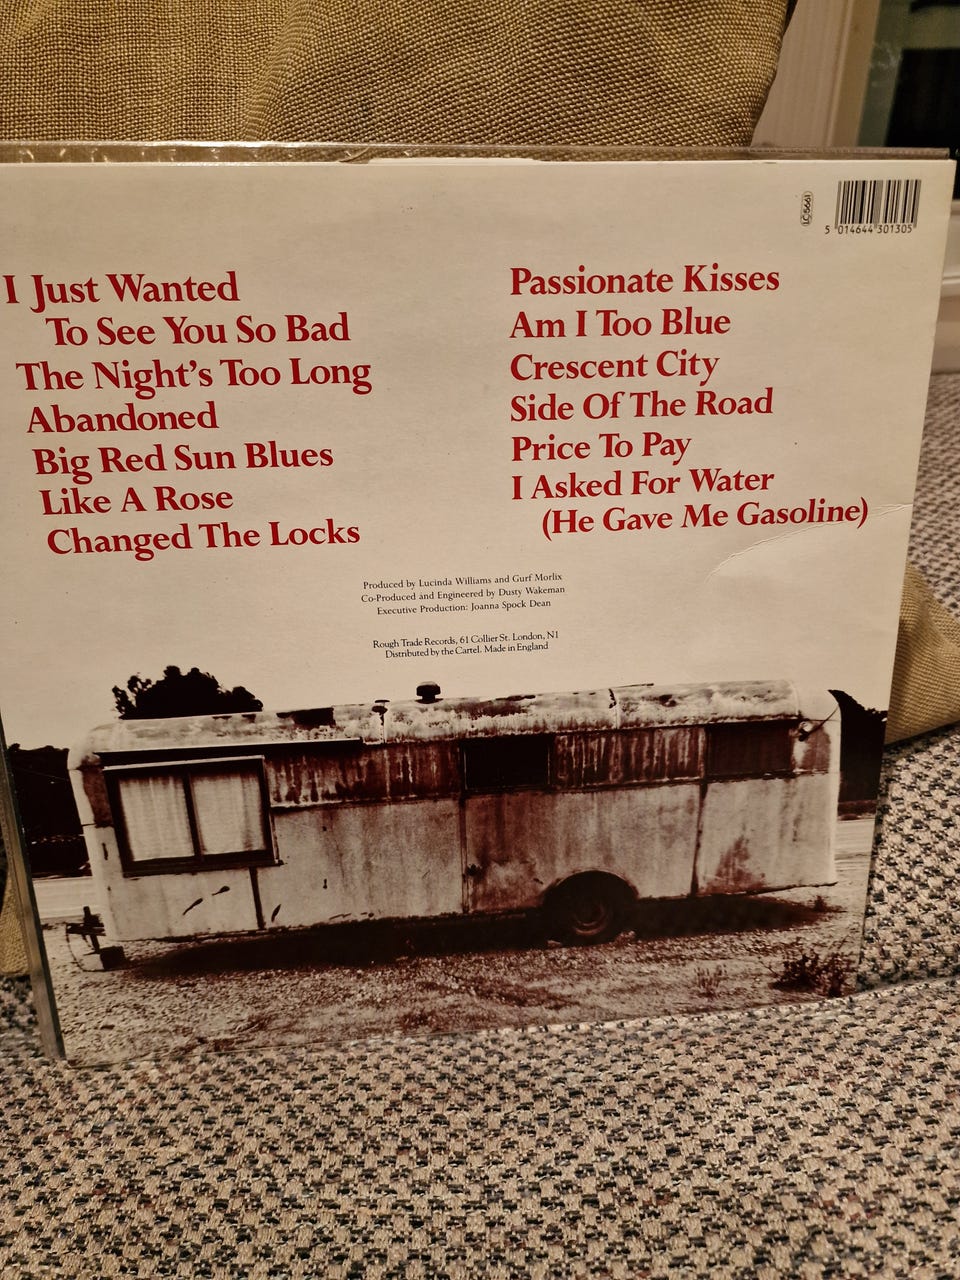 LC 5661
5 014644 301305
I Just Wanted
To See You So Bad
The Night's Too Long
Abandoned
Big Red Sun Blues
Like A Rose
Changed The Locks
Passionate Kisses
Am I Too Blue
Crescent City
Side Of The Road
Price To Pay
I Asked For Water
(He Gave Me Gasoline)
Produced by Lucinda Williams and Gurf Morlix
Co-Produced and Engineered by Dusty Wakeman
Executive Production: Joanna Spock Dean
Rough Trade Records, 61 Collier St. London, N1
Distributed by the Cartel. Made in England